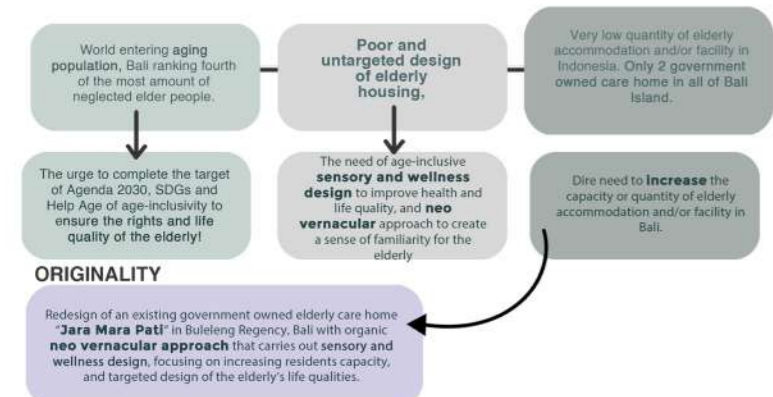 World entering aging
population, Bali ranking fourth
of the most amount of
neglected elder people.
Poor and
untargeted design
of elderly
housing,
Very low quantity of elderly
accommodation and/or facility in
Indonesia. Only 2 government
owned care home in all of Bali
Island.
The urge to complete the target
of Agenda 2030, SDGs and
Help Age of age-inclusivity to
ensure the rights and life
quality of the elderly!
The need of age-inclusive
sensory and wellness
design to improve health and
life quality, and neo
vernacular approach to create
a sense of familiarity for the
elderly
Dire need to increase the
capacity or quantity of elderly
accommodation and/or facility in
Bali.
ORIGINALITY
Redesign of an existing government owned elderly care home
"Jara Mara Pati" in Buleleng Regency, Bali with organic
neo vernacular approach that carries out sensory and
wellness design, focusing on increasing residents capacity,
and targeted design of the elderly's life qualities.